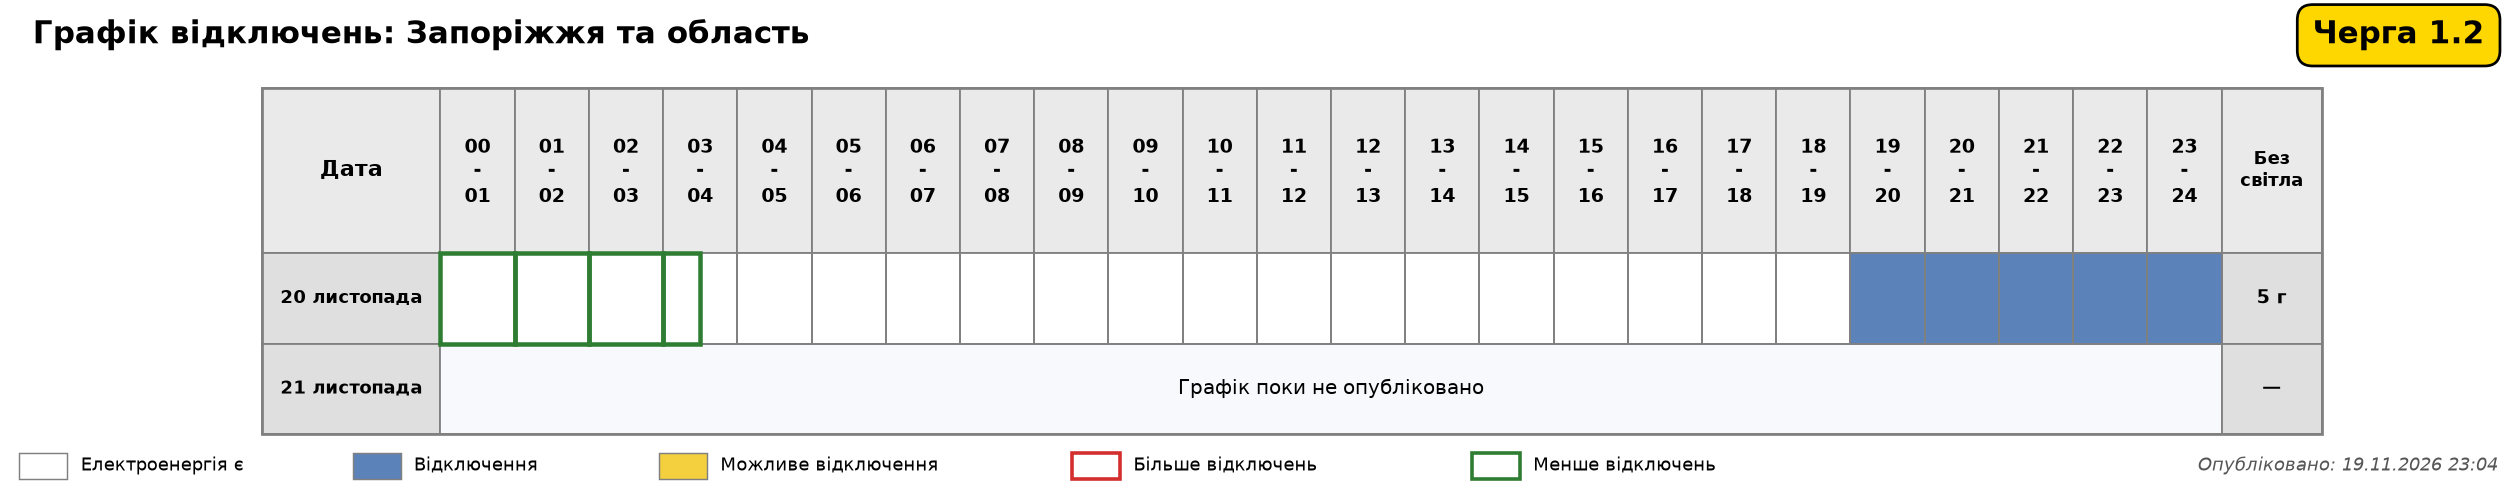 Графік відключень: Запоріжжя та область
Черга 1.2
Дата
00 - 01
01 - 02
02 - 03
03 - 04
04 - 05
05 - 06
06 - 07
07 - 08
08 - 09
09 - 10
10 - 11
11 - 12
12 - 13
13 - 14
14 - 15
15 - 16
16 - 17
17 - 18
18 - 19
19 - 20
20 - 21
21 - 22
22 - 23
23 - 24
Без
світла
20 листопада
5 г
21 листопада
Графік поки не опубліковано
—
Електроенергія є
Відключення
Можливе відключення
Більше відключень
Менше відключень
Опубліковано: 19.11.2026 23:04